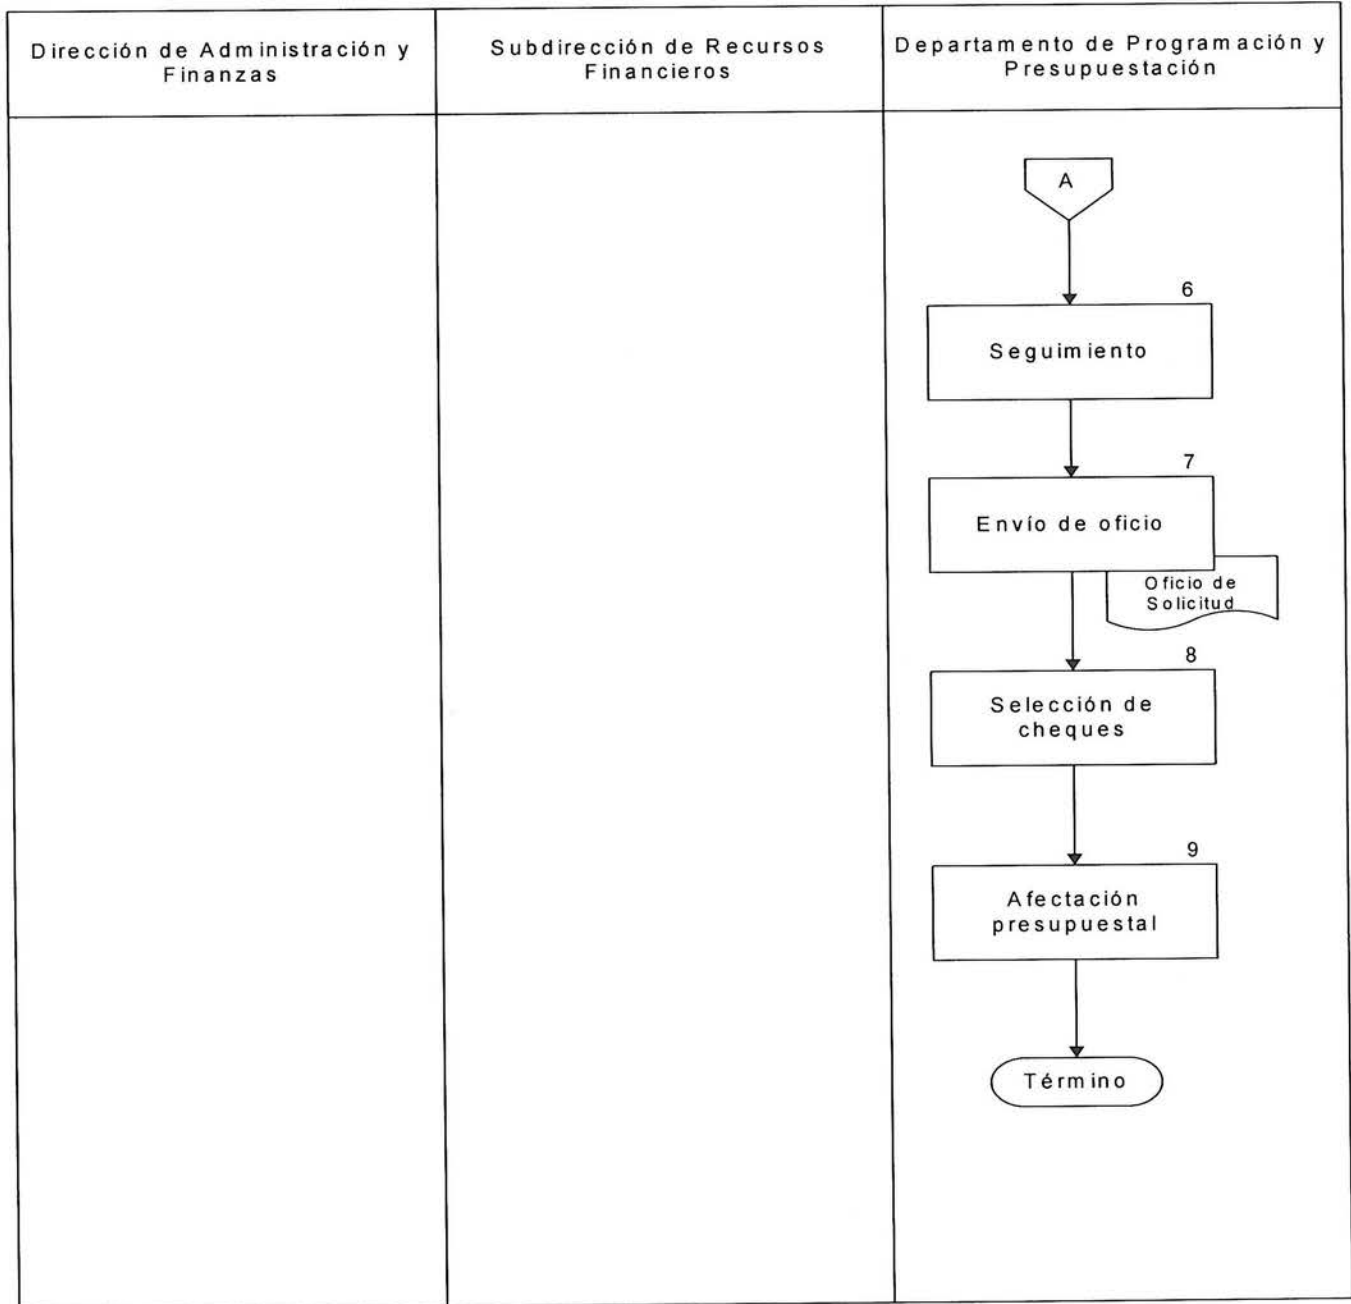 Dirección de Administración y
Finanzas
Subdirección de Recursos
Financieros
Departamento de Programación y
Presupuestación
A
6
Seguimiento
7
Envío de oficio
Oficio de
Solicitud
8
Selección de
cheques
9
Afectación
presupuestal
Término